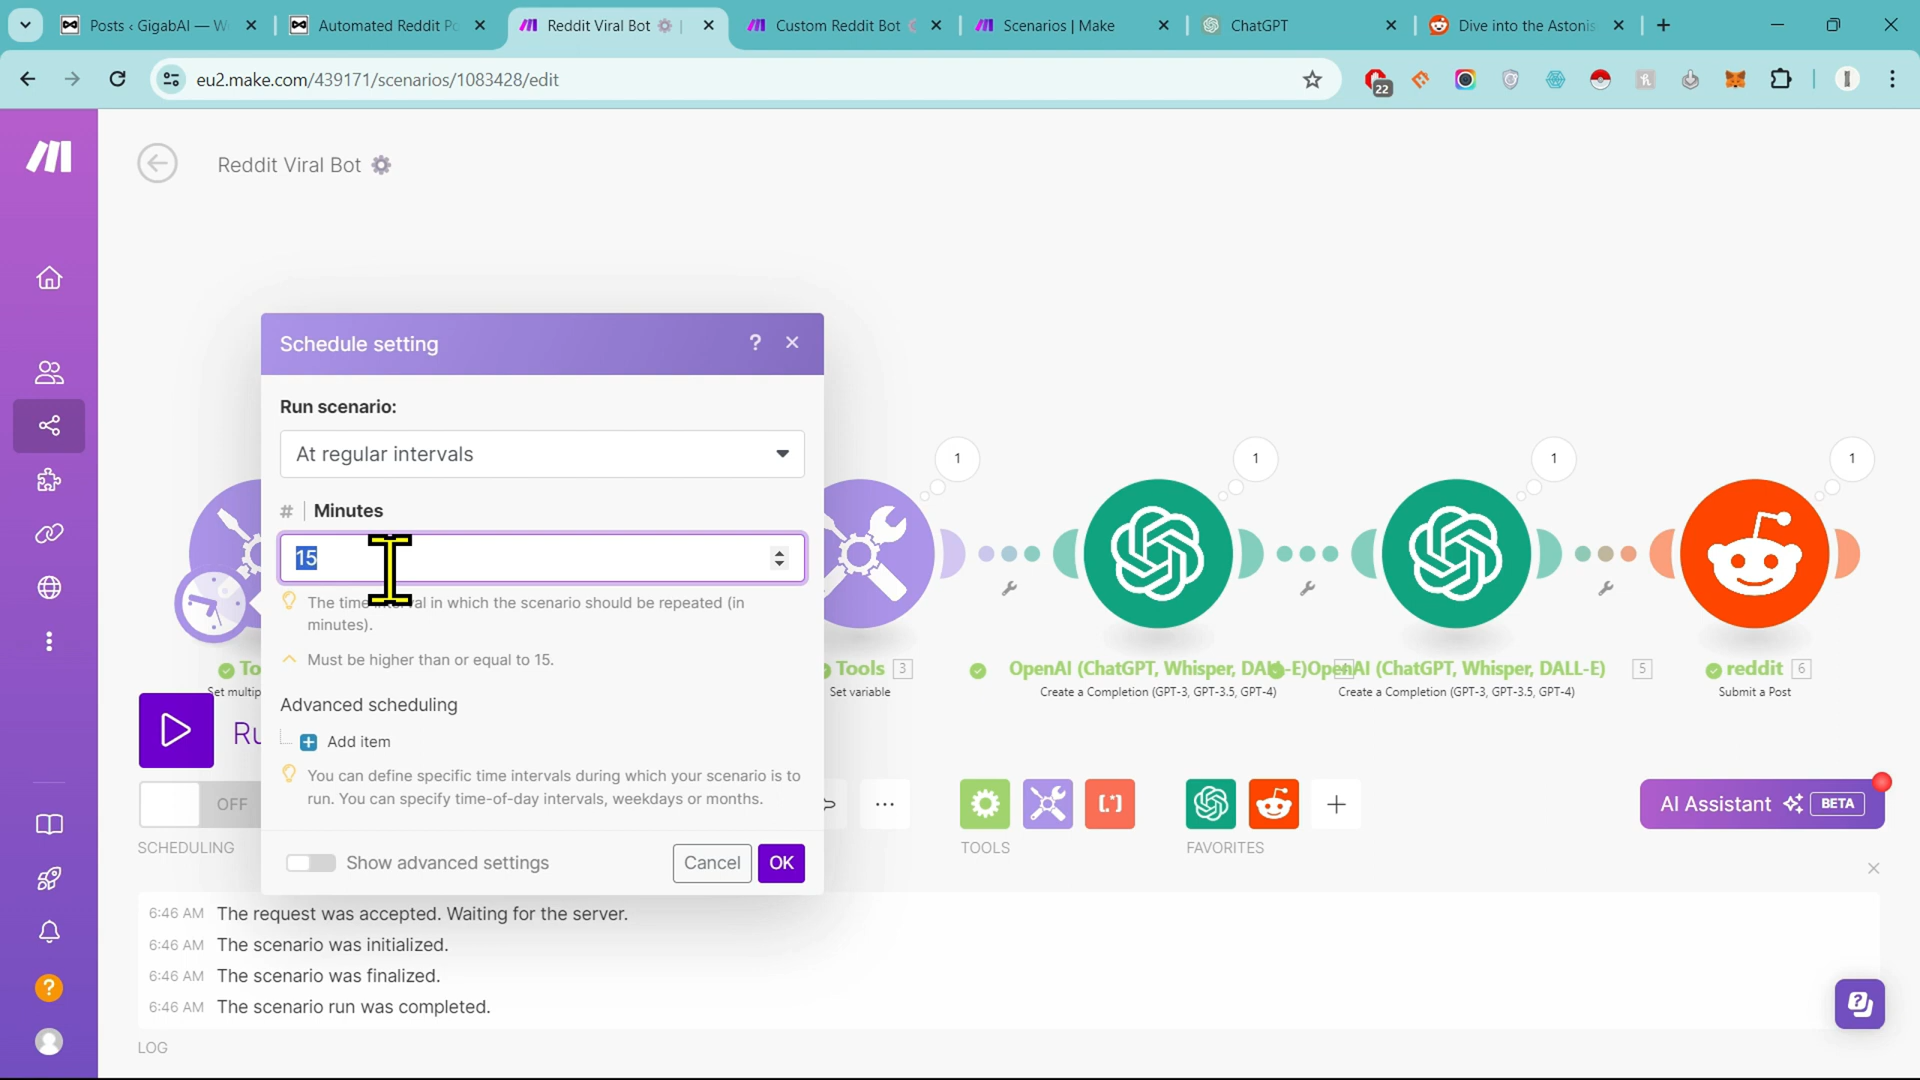 Posts ‹ GigabAI — W
Automated Reddit Po
Reddit Viral Bot
Custom Reddit Bot
Scenarios | Make
ChatGPT
Dive into the Astonis
eu2.make.com/439171/scenarios/1083428/edit
22
Reddit Viral Bot
Schedule setting
?
Run scenario:
At regular intervals
# Minutes
15
The time in which the scenario should be repeated (in
minutes).
Must be higher than or equal to 15.
Advanced scheduling
Add item
You can define specific time intervals during which your scenario is to
run. You can specify time-of-day intervals, weekdays or months.
Show advanced settings
Cancel
OK
1
1
1
1
To
Set multip
Tools 3
Set variable
OpenAI (ChatGPT, Whisper, DALL-E)
Create a Completion (GPT-3, GPT-3.5, GPT-4)
OpenAI (ChatGPT, Whisper, DALL-E) 5
Create a Completion (GPT-3, GPT-3.5, GPT-4)
reddit 6
Submit a Post
Ru
OFF
SCHEDULING
TOOLS
FAVORITES
AI Assistant BETA
6:46 AM The request was accepted. Waiting for the server.
6:46 AM The scenario was initialized.
6:46 AM The scenario was finalized.
6:46 AM The scenario run was completed.
LOG